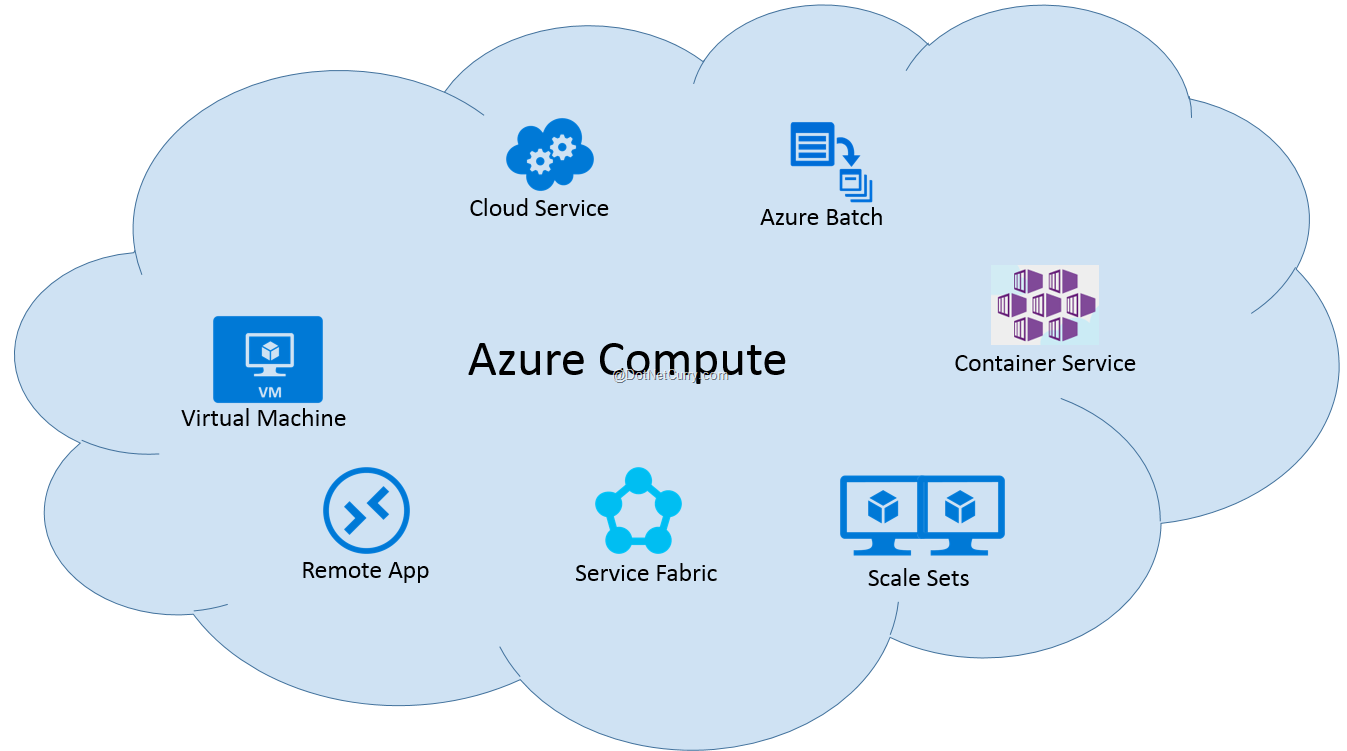 Cloud Service
Azure Batch
Container Service
Azure Compute
@DotNetCurry.com
VM
Virtual Machine
Remote App
Service Fabric
Scale Sets